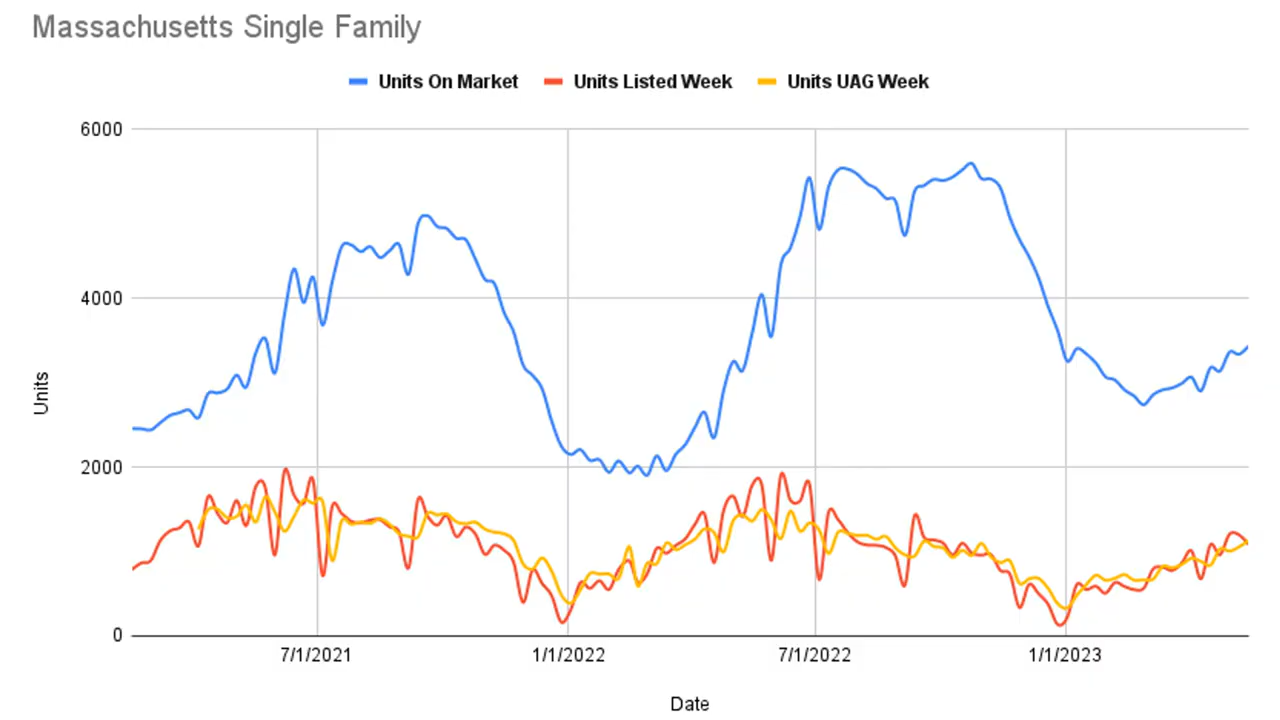 Massachusetts Single Family
Units On Market Units Listed Week Units UAG Week
6000
4000
2000
0
Units
7/1/2021 1/1/2022 7/1/2022 1/1/2023
Date